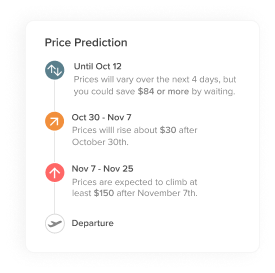 Price Prediction
Until Oct 12
Prices will vary over the next 4 days, but
you could save $84 or more by waiting.
Oct 30 - Nov 7
Prices will rise about $30 after
October 30th.
Nov 7 - Nov 25
Prices are expected to climb at
least $150 after November 7th.
Departure